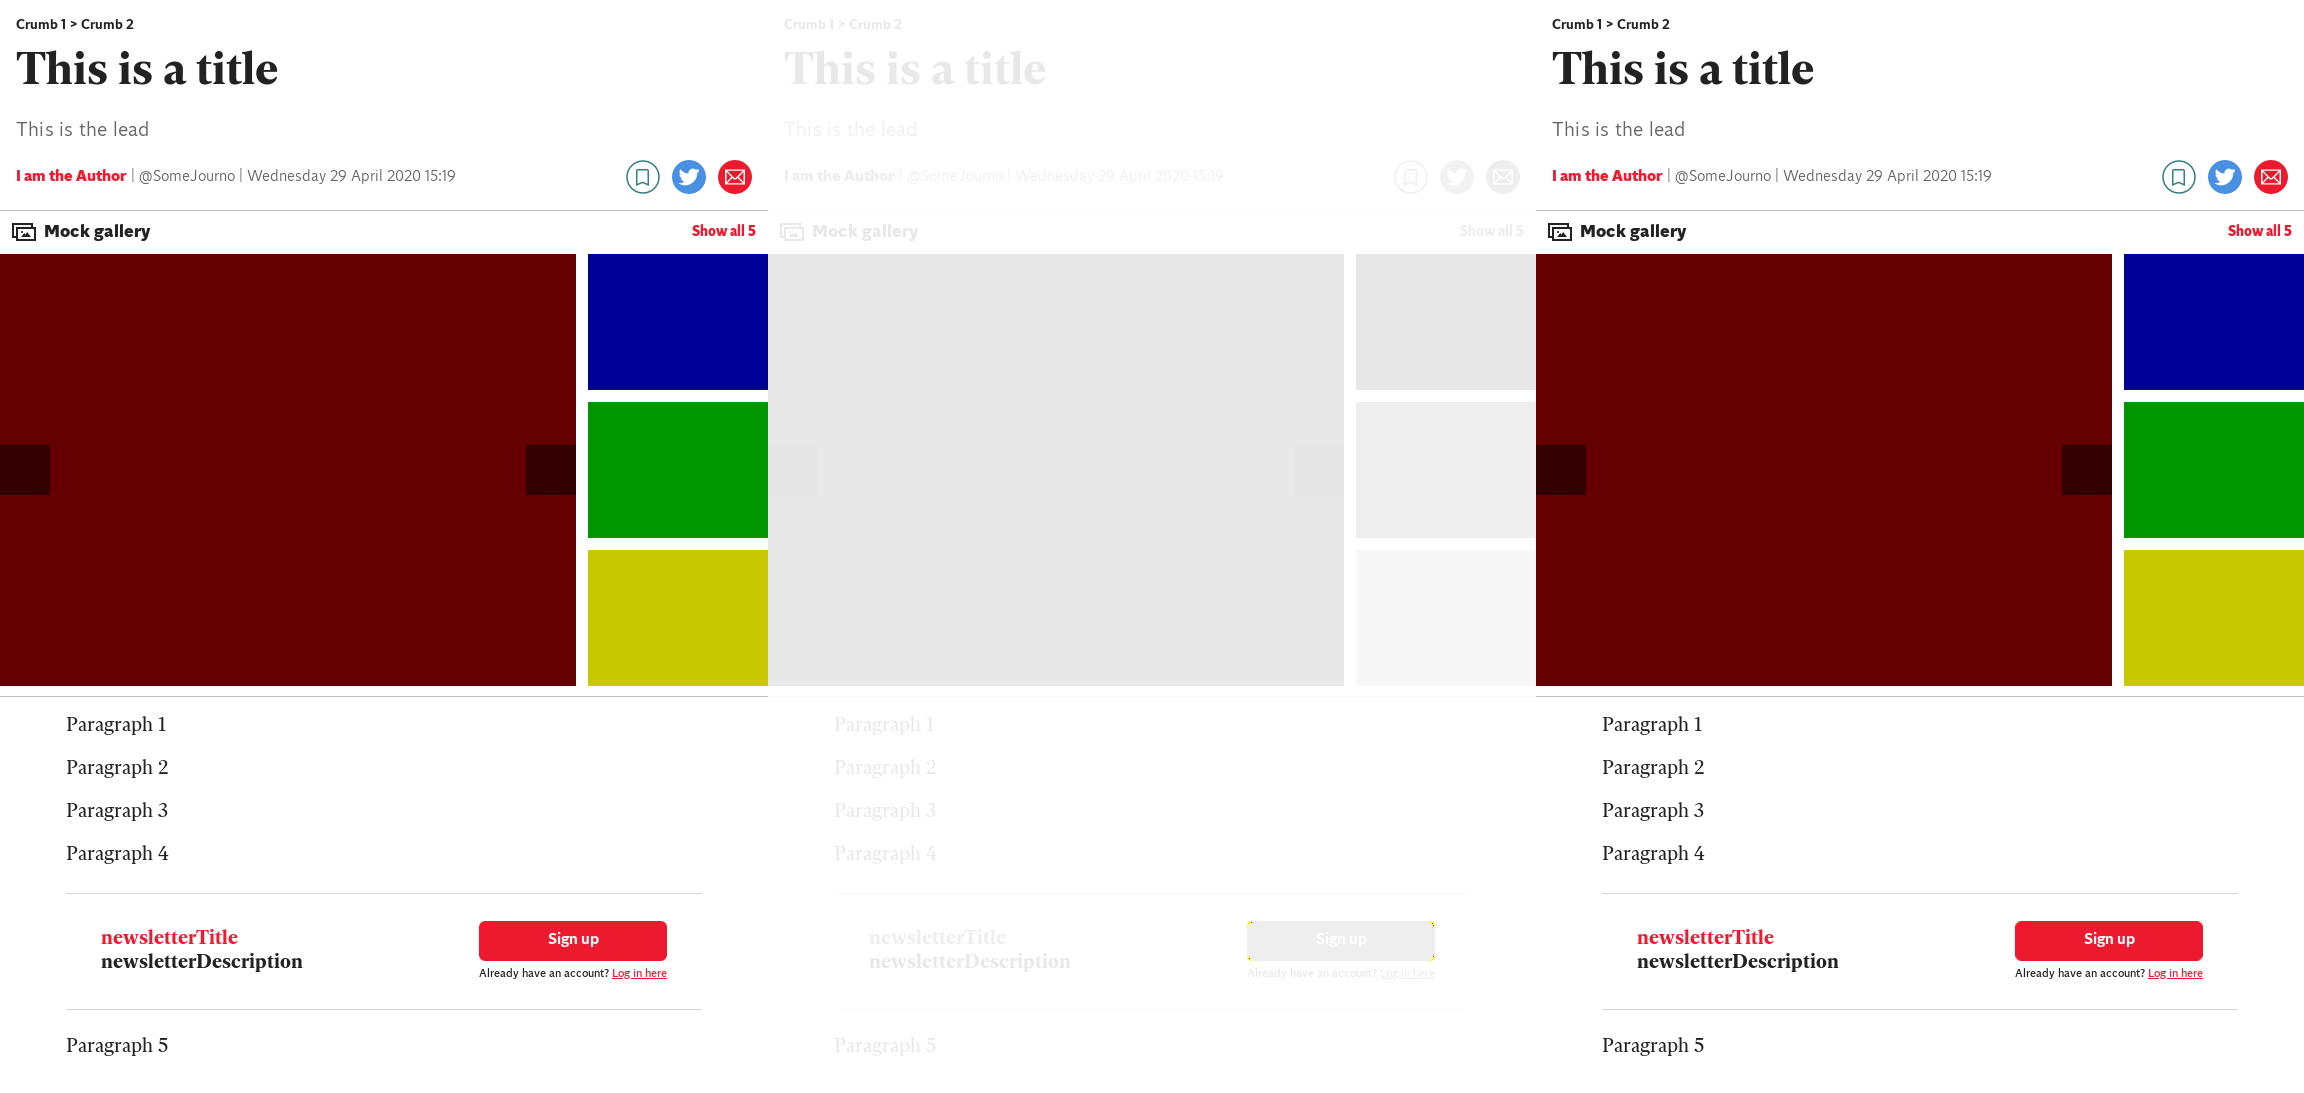 Crumb 1 > Crumb 2
This is a title
This is the lead
I am the Author | @SomeJourno | Wednesday 29 April 2020 15:19
Mock gallery
Show all 5
Paragraph 1
Paragraph 2
Paragraph 3
Paragraph 4
newsletterTitle
newsletterDescription
Sign up
Already have an account? Log in here
Paragraph 5
Crumb 1 > Crumb 2
This is a title
This is the lead
I am the Author | @SomeJourno | Wednesday 29 April 2020 15:19
Mock gallery
Show all 5
Paragraph 1
Paragraph 2
Paragraph 3
Paragraph 4
newsletterTitle
newsletterDescription
Sign up
Already have an account? Log in here
Paragraph 5
Crumb 1 > Crumb 2
This is a title
This is the lead
I am the Author | @SomeJourno | Wednesday 29 April 2020 15:19
Mock gallery
Show all 5
Paragraph 1
Paragraph 2
Paragraph 3
Paragraph 4
newsletterTitle
newsletterDescription
Sign up
Already have an account? Log in here
Paragraph 5